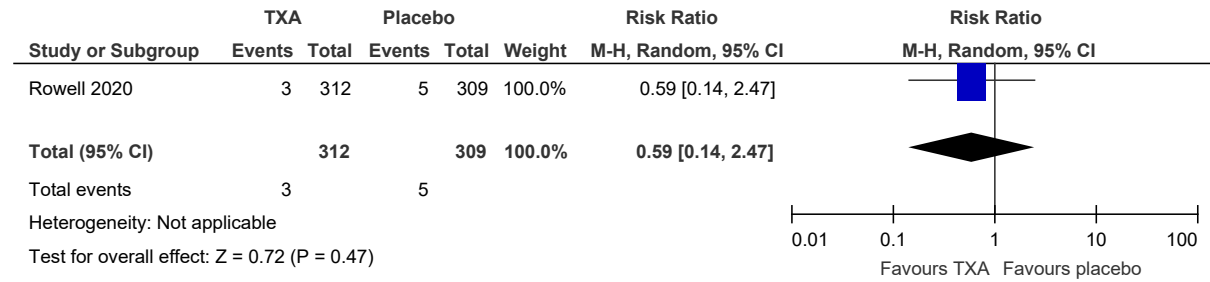 TXA Placebo Risk Ratio Risk Ratio
Study or Subgroup Events Total Events Total Weight M-H, Random, 95% CI M-H, Random, 95% CI
Rowell 2020 3 312 5 309 100.0% 0.59 [0.14, 2.47]
Total (95% CI) 312 309 100.0% 0.59 [0.14, 2.47]
Total events 3 5
Heterogeneity: Not applicable
Test for overall effect: Z = 0.72 (P = 0.47)
0.01 0.1 1 10 100
Favours TXA Favours placebo